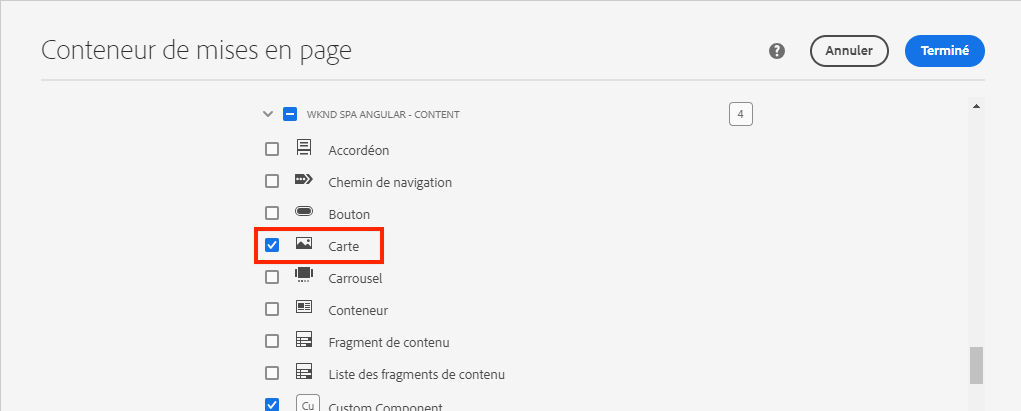 Conteneur de mises en page
? Annuler Terminé
WKND SPA ANGULAR - CONTENT 4
Accordéon
Chemin de navigation
Bouton
Carte
Carrousel
Conteneur
Fragment de contenu
Liste des fragments de contenu
Cu Custom Component